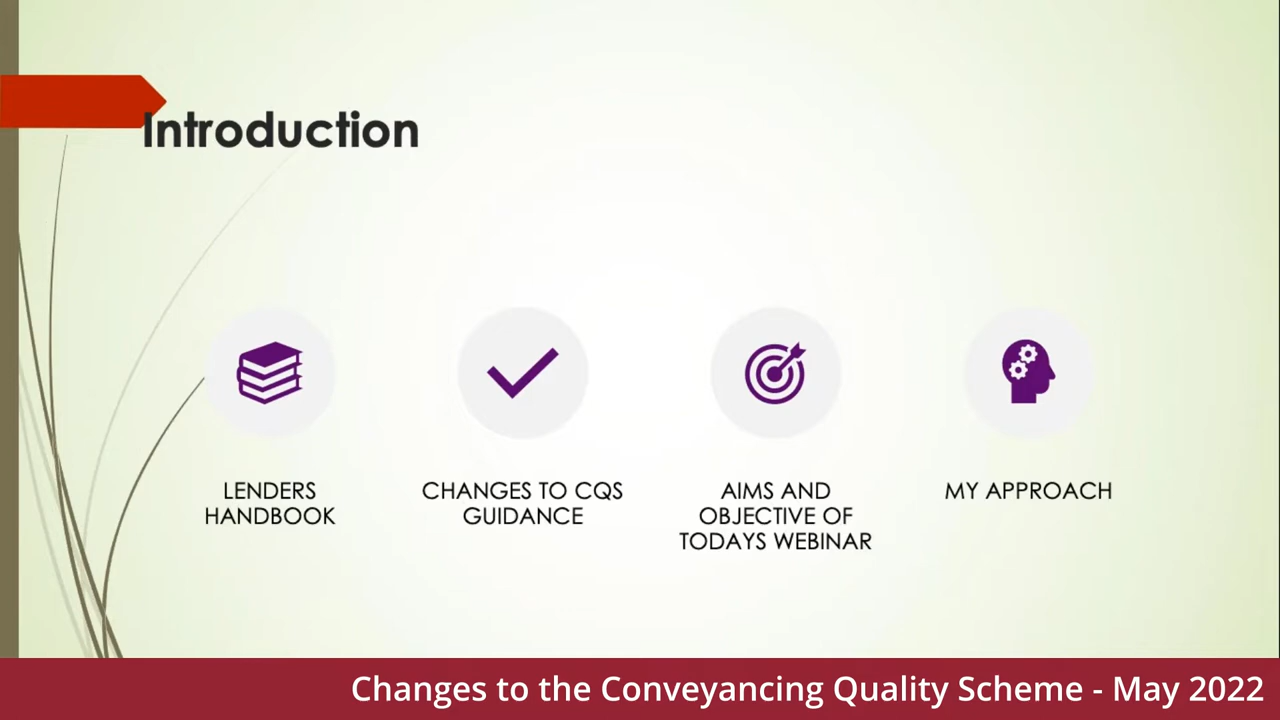 Introduction
LENDERS
HANDBOOK
CHANGES TO CQS
GUIDANCE
AIMS AND
OBJECTIVE OF
TODAYS WEBINAR
MY APPROACH
Changes to the Conveyancing Quality Scheme - May 2022